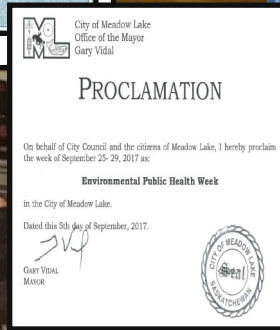 City of Meadow Lake
Office of the Mayor
Gary Vidal
PROCLAMATION
On behalf of City Council and the citizens of Meadow Lake, I hereby proclaim
the week of September 25- 29, 2017 as:
Environmental Public Health Week
in the City of Meadow Lake.
Dated this 5th day of September, 2017.
GARY VIDAL
MAYOR
CITY OF MEADOW LAKE
Seal
SASKATCHEWAN